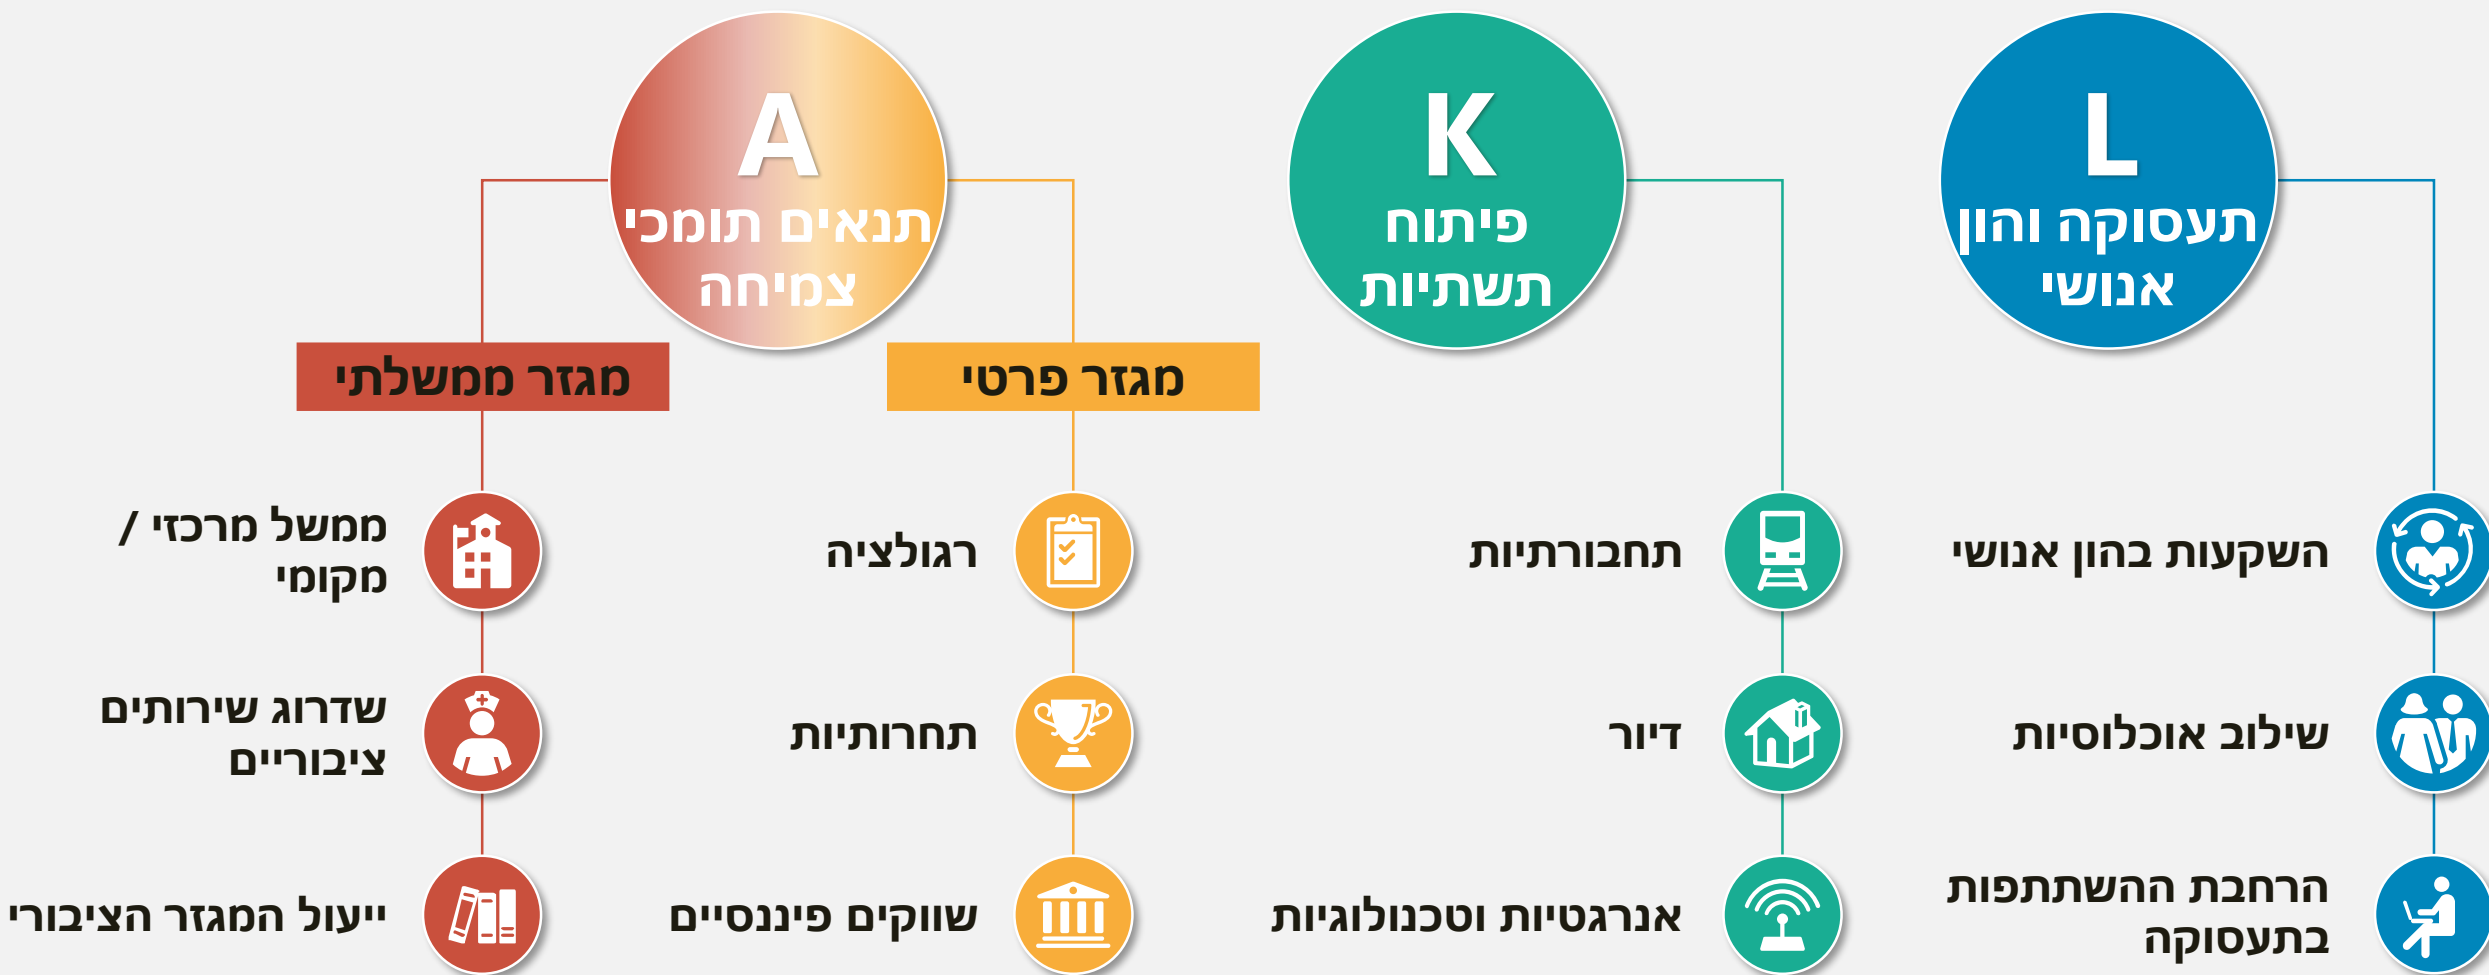 L
תעסוקה והון
אנושי
השקעות בהון אנושי
שילוב אוכלוסיות
הרחבת ההשתתפות
בתעסוקה
K
פיתוח
תשתיות
תחבורתיות
דיור
אנרגטיות וטכנולוגיות
A
תנאים תומכי
צמיחה
מגזר פרטי
רגולציה
תחרותיות
שווקים פיננסיים
מגזר ממשלתי
ממשל מרכזי /
מקומי
שדרוג שירותים
ציבוריים
ייעול המגזר הציבורי